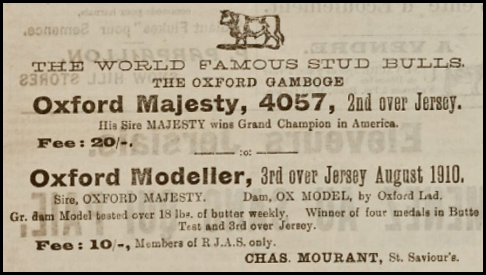 THE WORLD FAMOUS STUD BULLS.
THE OXFORD GAMBOGE
Oxford Majesty, 4057, 2nd over Jersey.
His Sire MAJESTY wins Grand Champion in America.
Fee: 20/-.
:o:
Oxford Modeller, 3rd over Jersey August 1910.
Sire, OXFORD MAJESTY. Dam, OX MODEL, by Oxford Lad.
Gr. dam Model tested over 18 lbs. of butter weekly. Winner of four medals in Butte
Test and 3rd over Jersey.
Fee: 10/-, Members of R J.A.S. only.
CHAS. MOURANT, St. Saviour's.